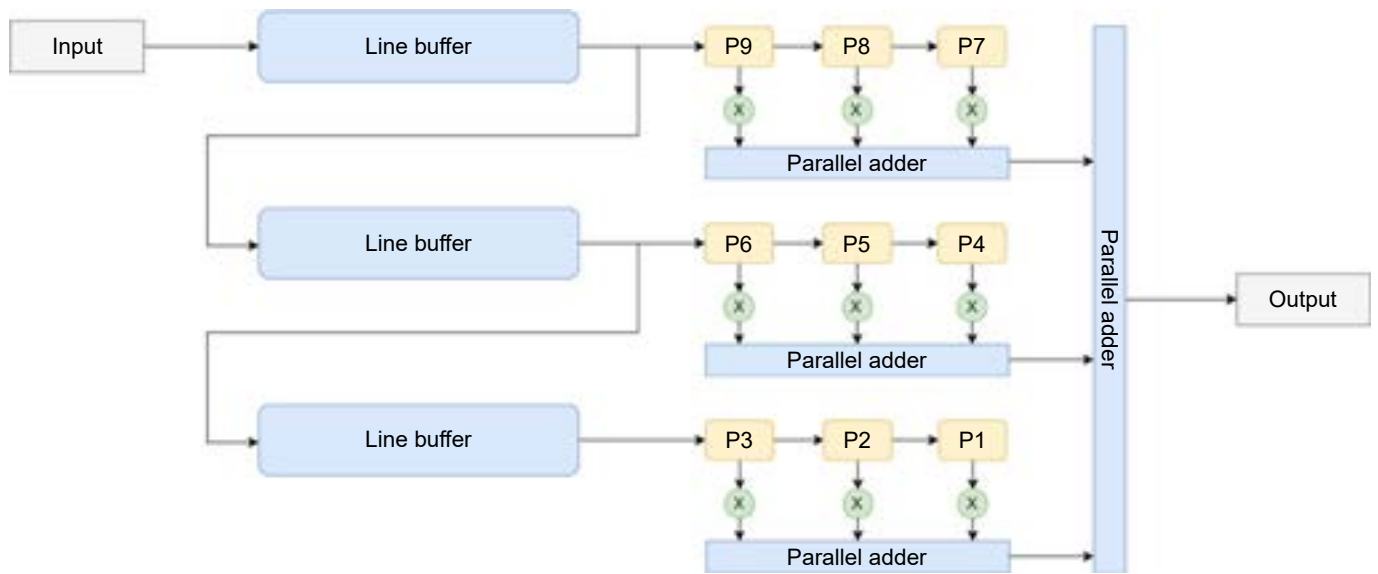 Input
Line buffer
P9
P8
P7
X
X
X
Parallel adder
Line buffer
P6
P5
P4
X
X
X
Parallel adder
Parallel adder
Output
Line buffer
P3
P2
P1
X
X
X
Parallel adder